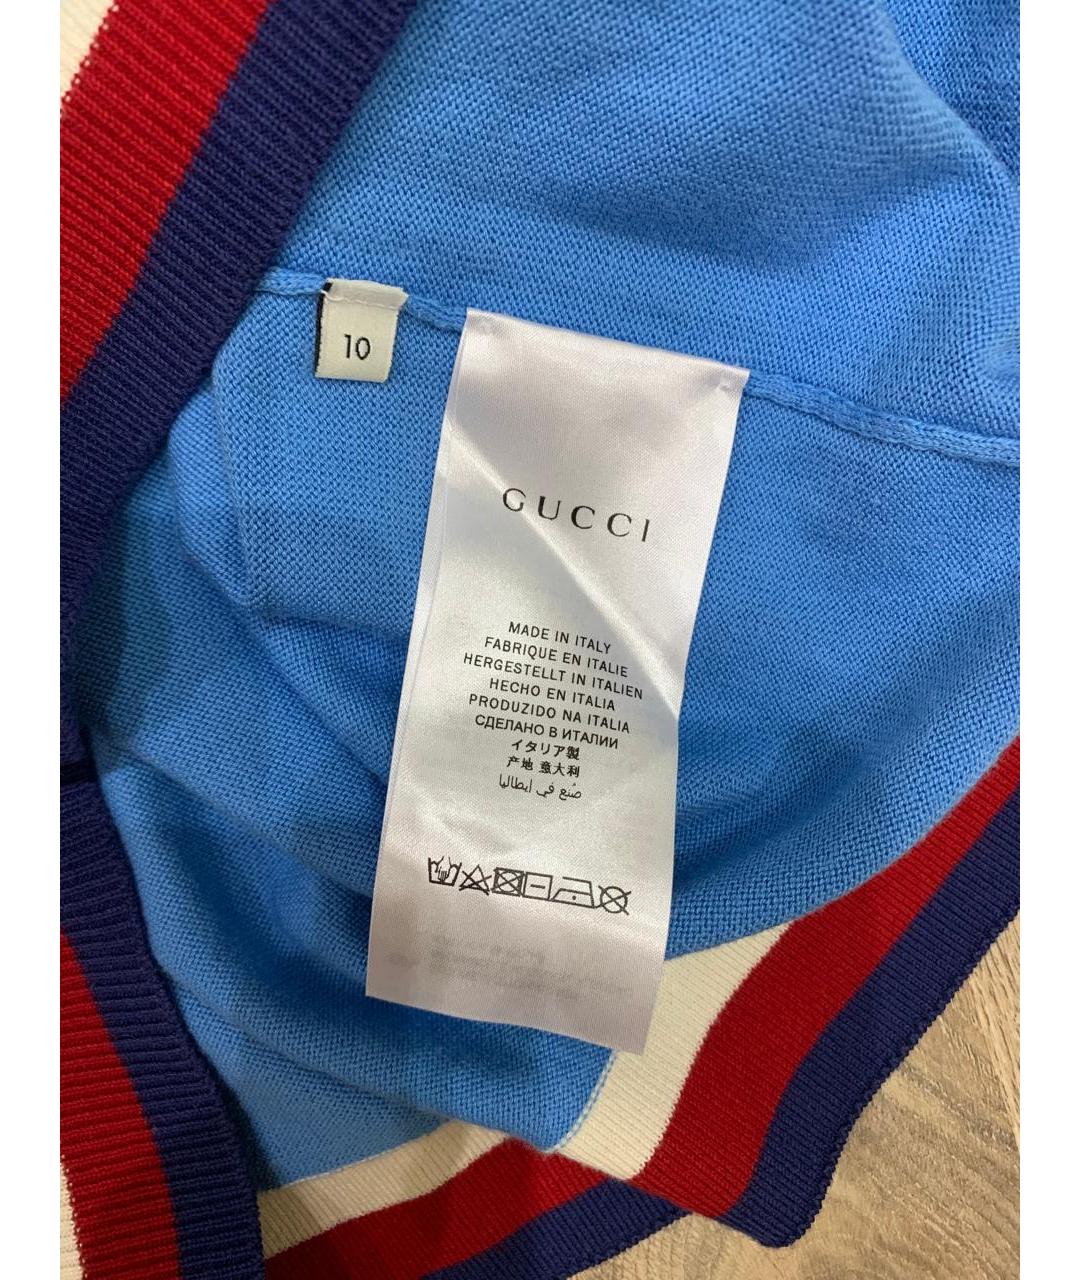 10
GUCCI
MADE IN ITALY
FABRIQUE EN ITALIE
HERGESTELLT IN ITALIEN
HECHO EN ITALIA
PRODUZIDO NA ITALIA
СДЕЛАНО В ИТАЛИИ
イタリア製
产地 意大利
صُنع في ايطاليا